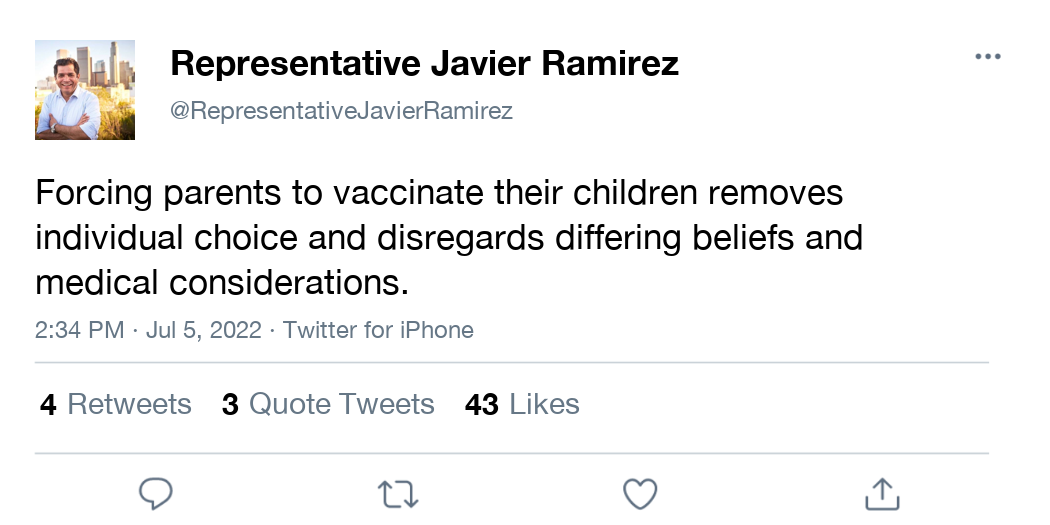 Representative Javier Ramirez
@RepresentativeJavierRamirez
Forcing parents to vaccinate their children removes
individual choice and disregards differing beliefs and
medical considerations.
2:34 PM · Jul 5, 2022 · Twitter for iPhone
4 Retweets 3 Quote Tweets 43 Likes